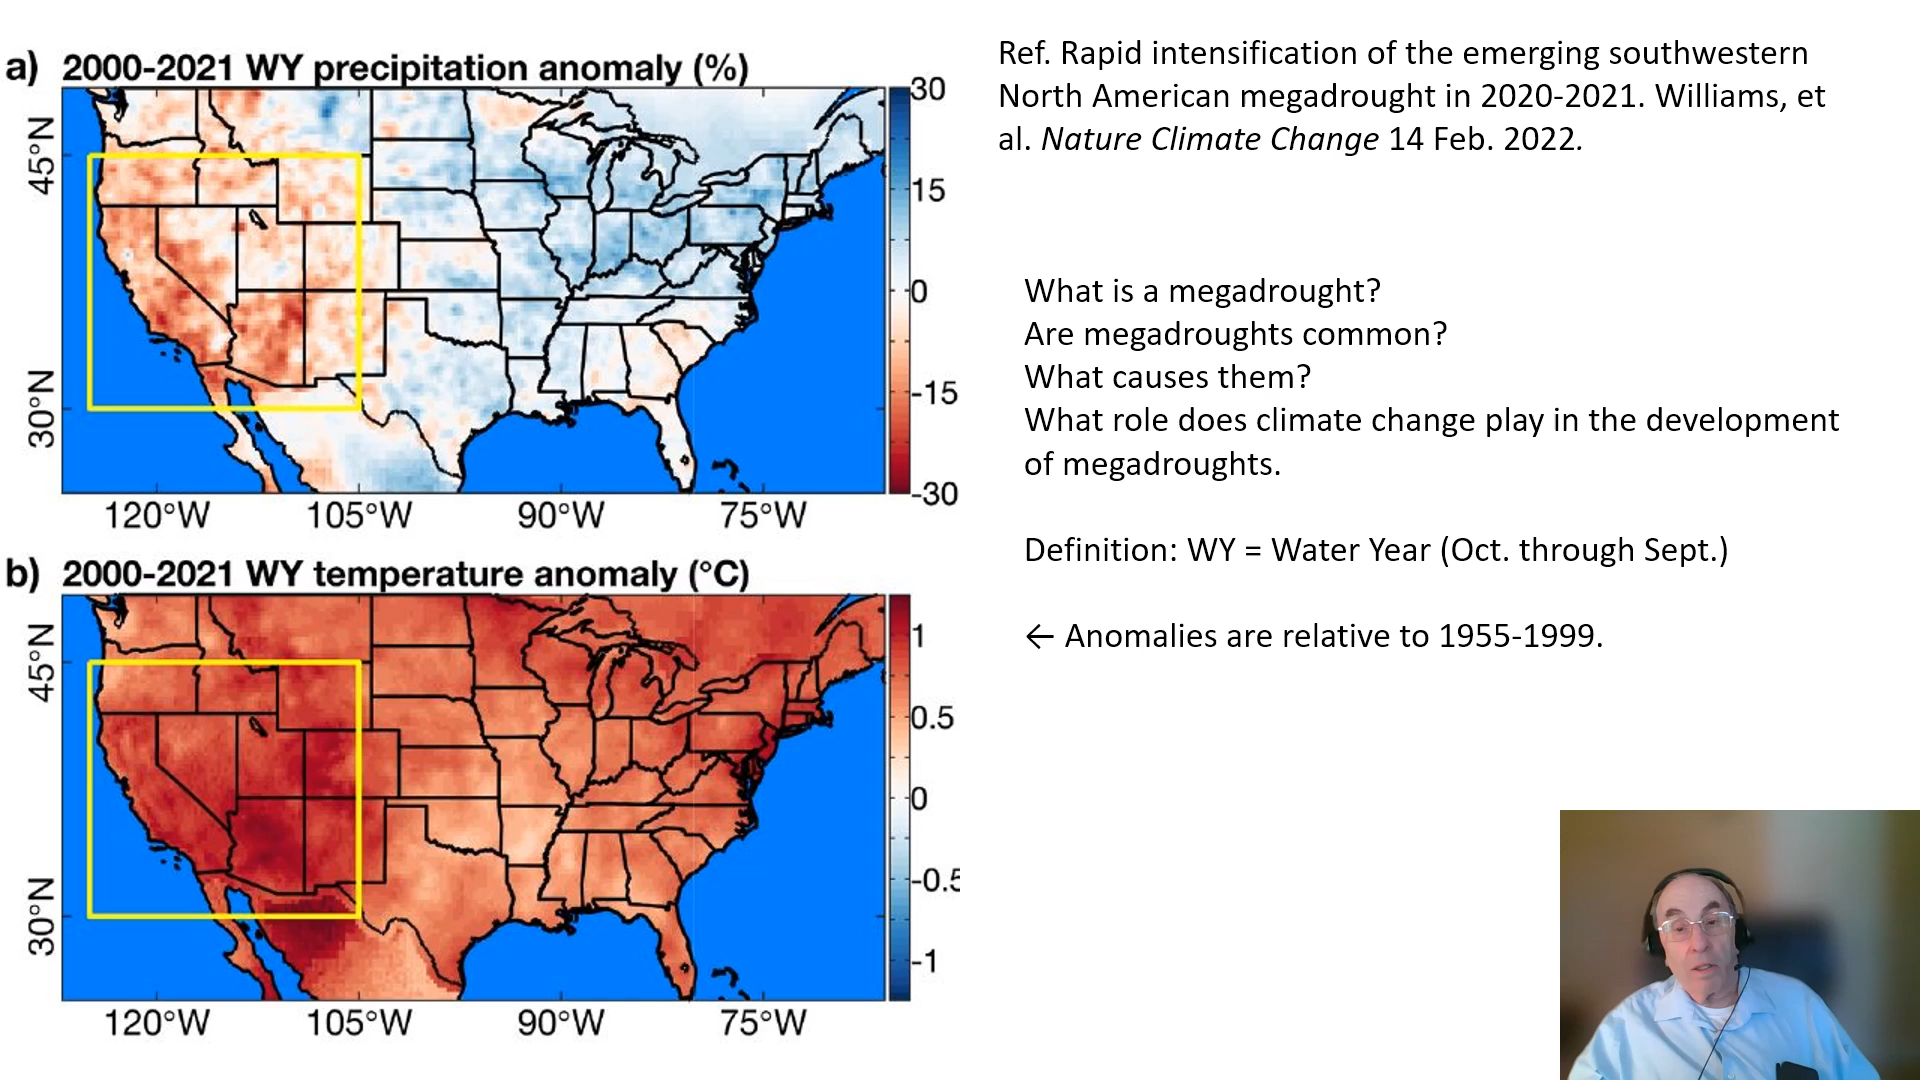 a) 2000-2021 WY precipitation anomaly (%)
45°N
30°N
30
15
0
-15
-30
120°W 105°W 90°W 75°W
b) 2000-2021 WY temperature anomaly (°C)
45°N
30°N
1
0.5
0
-0.5
-1
120°W 105°W 90°W 75°W
Ref. Rapid intensification of the emerging southwestern
North American megadrought in 2020-2021. Williams, et
al. Nature Climate Change 14 Feb. 2022.
What is a megadrought?
Are megadroughts common?
What causes them?
What role does climate change play in the development
of megadroughts.
Definition: WY = Water Year (Oct. through Sept.)
← Anomalies are relative to 1955-1999.